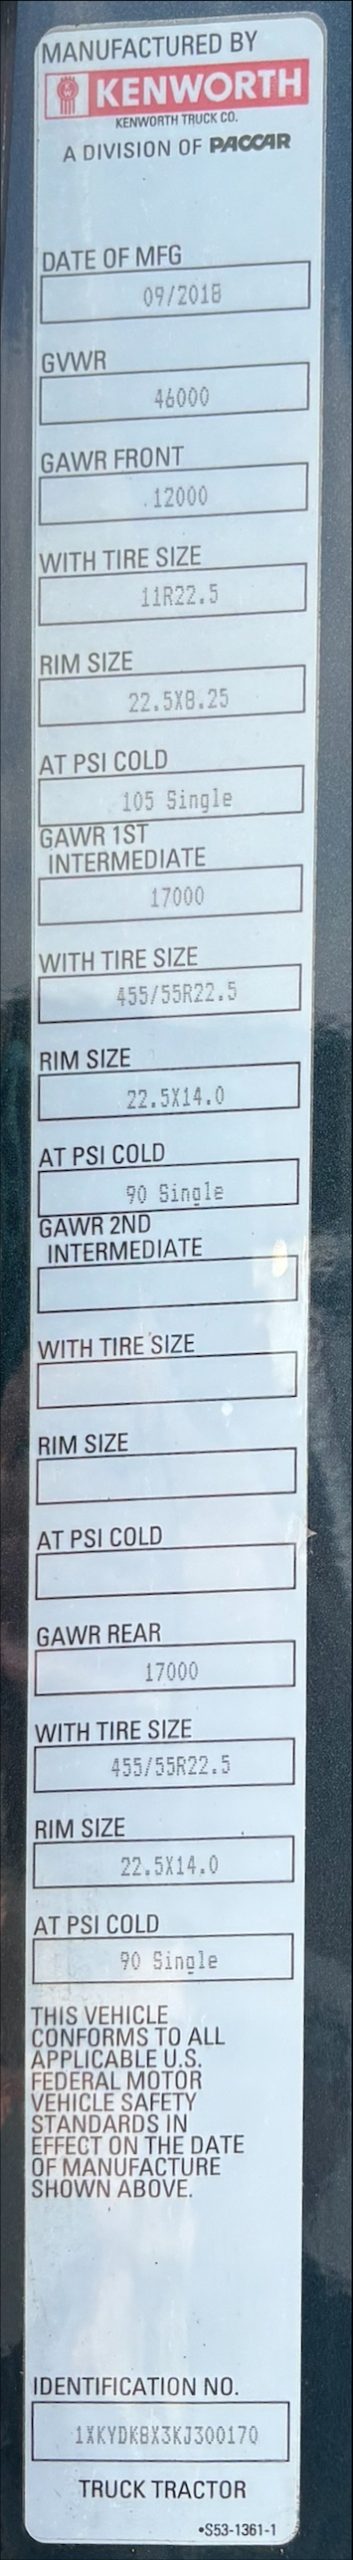 MANUFACTURED BY
KENWORTH
KENWORTH TRUCK CO.
A DIVISION OF PACCAR
DATE OF MFG
09/2018
GVWR
46000
GAWR FRONT
12000
WITH TIRE SIZE
11R22.5
RIM SIZE
22.5X8.25
AT PSI COLD
105 Single
GAWR 1ST
INTERMEDIATE
17000
WITH TIRE SIZE
455/55R22.5
RIM SIZE
22.5X14.0
AT PSI COLD
90 Single
GAWR 2ND
INTERMEDIATE
WITH TIRE SIZE
RIM SIZE
AT PSI COLD
GAWR REAR
17000
WITH TIRE SIZE
455/55R22.5
RIM SIZE
22.5X14.0
AT PSI COLD
90 Single
THIS VEHICLE
CONFORMS TO ALL
APPLICABLE U.S.
FEDERAL MOTOR
VEHICLE SAFETY
STANDARDS IN
EFFECT ON THE DATE
OF MANUFACTURE
SHOWN ABOVE.
IDENTIFICATION NO.
1XKYDK8X3KJ300170
TRUCK TRACTOR
•S53-1361-1